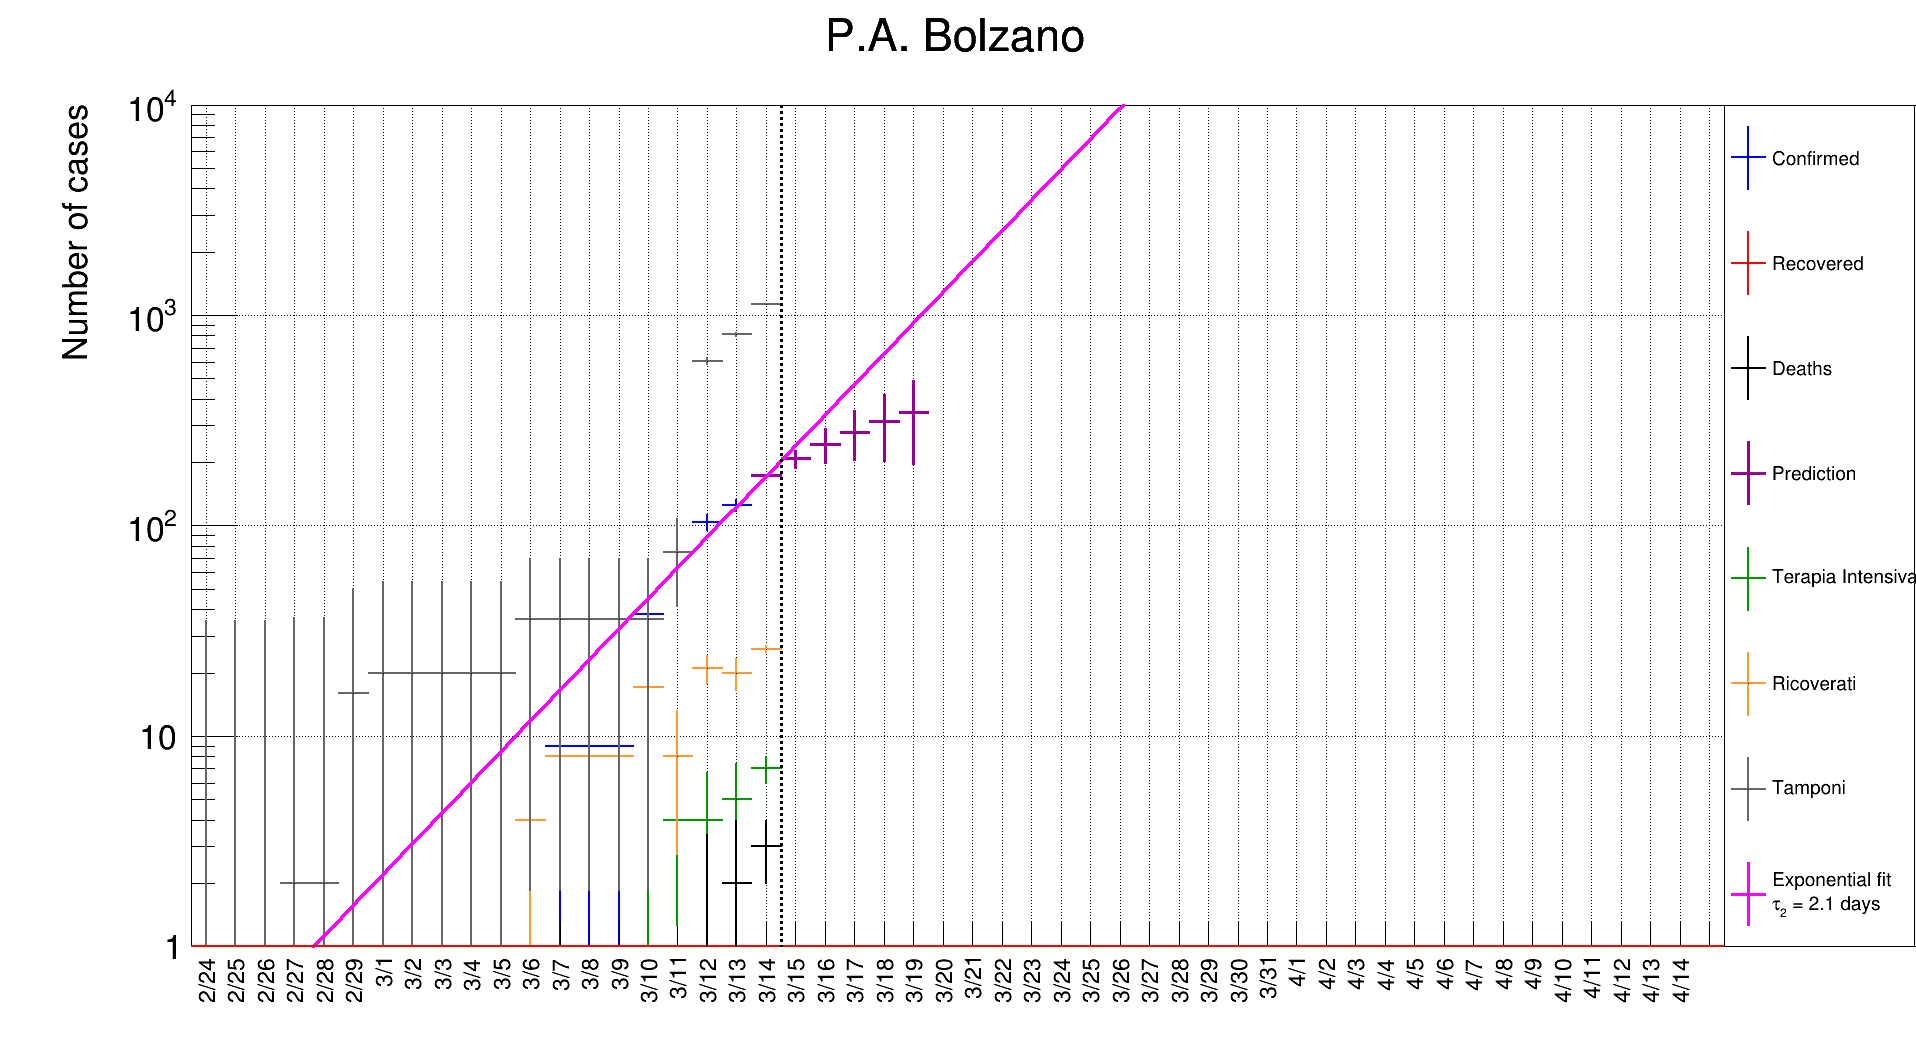 P.A. Bolzano
Number of cases
10^4
10^3
10^2
10
1
2/24 2/25 2/26 2/27 2/28 2/29 3/1 3/2 3/3 3/4 3/5 3/6 3/7 3/8 3/9 3/10 3/11 3/12 3/13 3/14 3/15 3/16 3/17 3/18 3/19 3/20 3/21 3/22 3/23 3/24 3/25 3/26 3/27 3/28 3/29 3/30 3/31 4/1 4/2 4/3 4/4 4/5 4/6 4/7 4/8 4/9 4/10 4/11 4/12 4/13 4/14
Confirmed
Recovered
Deaths
Prediction
Terapia Intensiva
Ricoverati
Tamponi
Exponential fit
τ_2 = 2.1 days